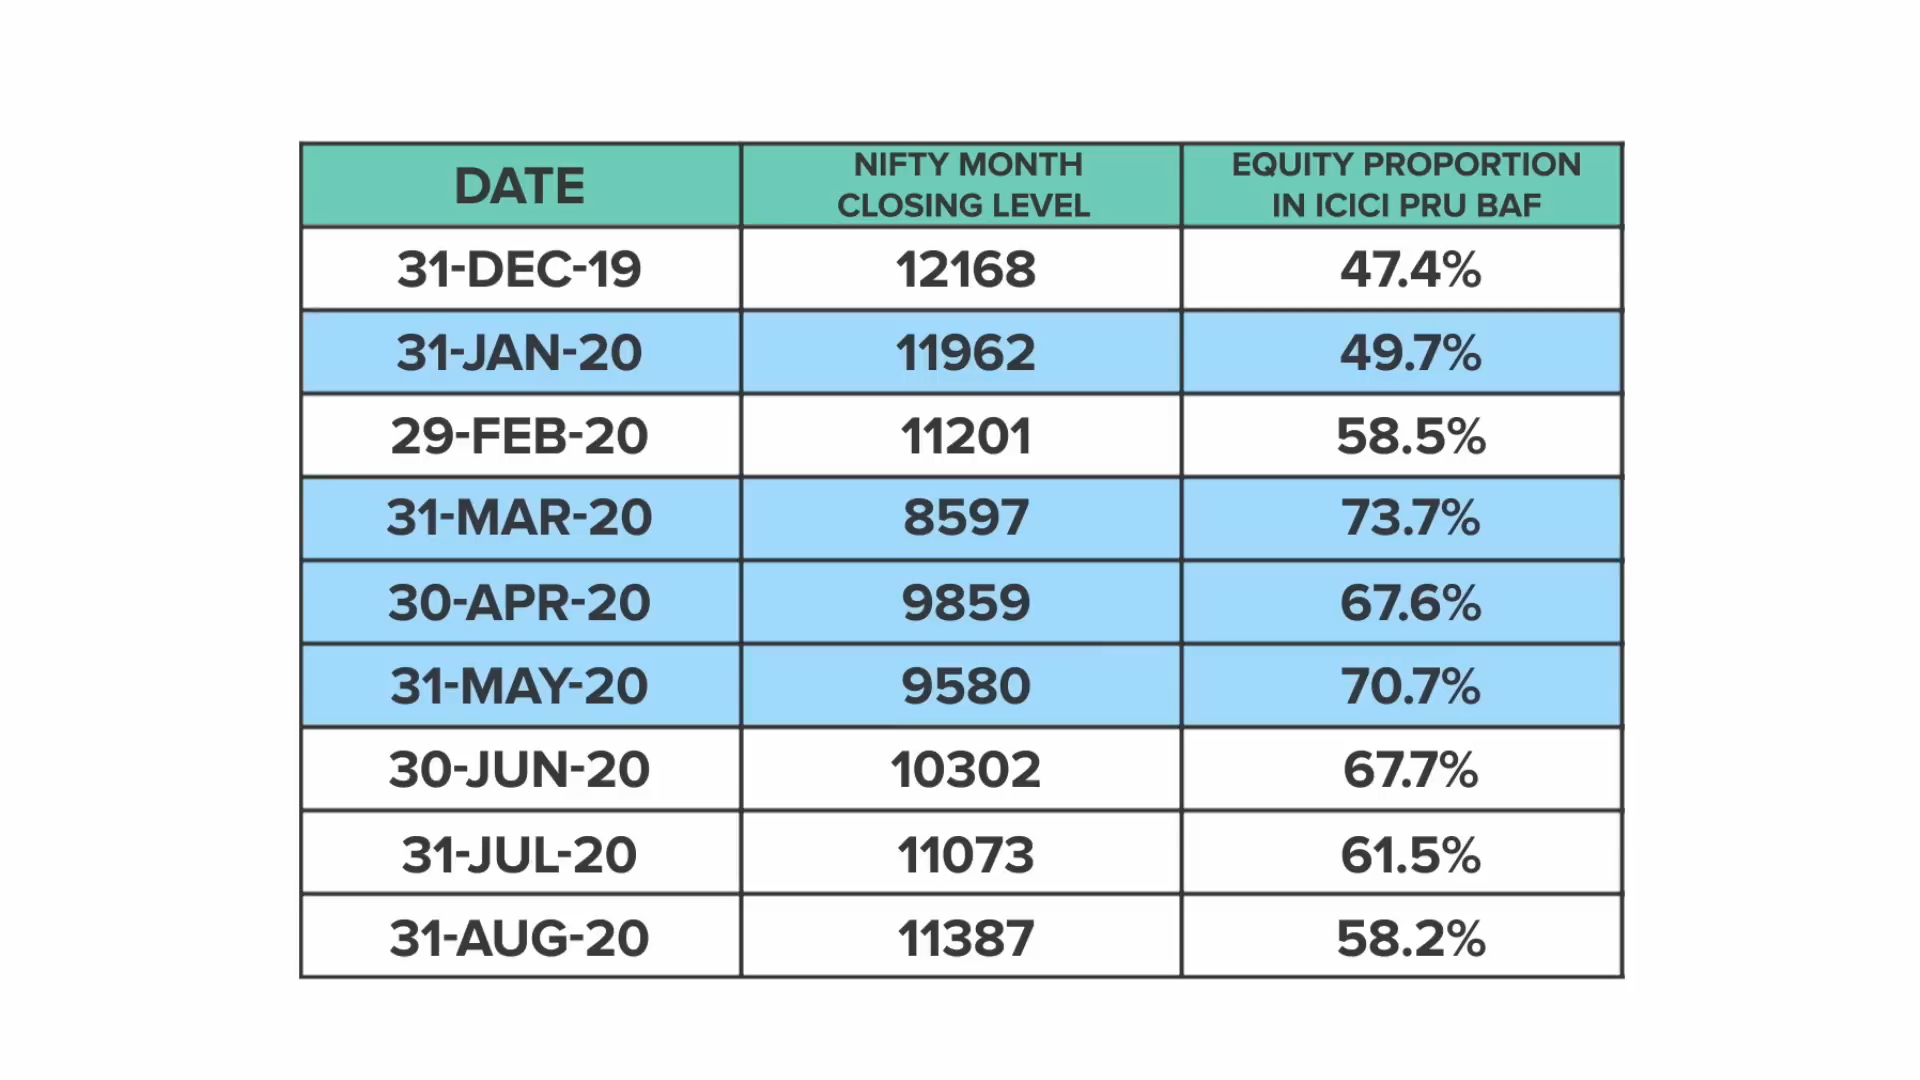 DATE
NIFTY MONTH
CLOSING LEVEL
EQUITY PROPORTION
IN ICICI PRU BAF
31-DEC-19 12168 47.4%
31-JAN-20 11962 49.7%
29-FEB-20 11201 58.5%
31-MAR-20 8597 73.7%
30-APR-20 9859 67.6%
31-MAY-20 9580 70.7%
30-JUN-20 10302 67.7%
31-JUL-20 11073 61.5%
31-AUG-20 11387 58.2%